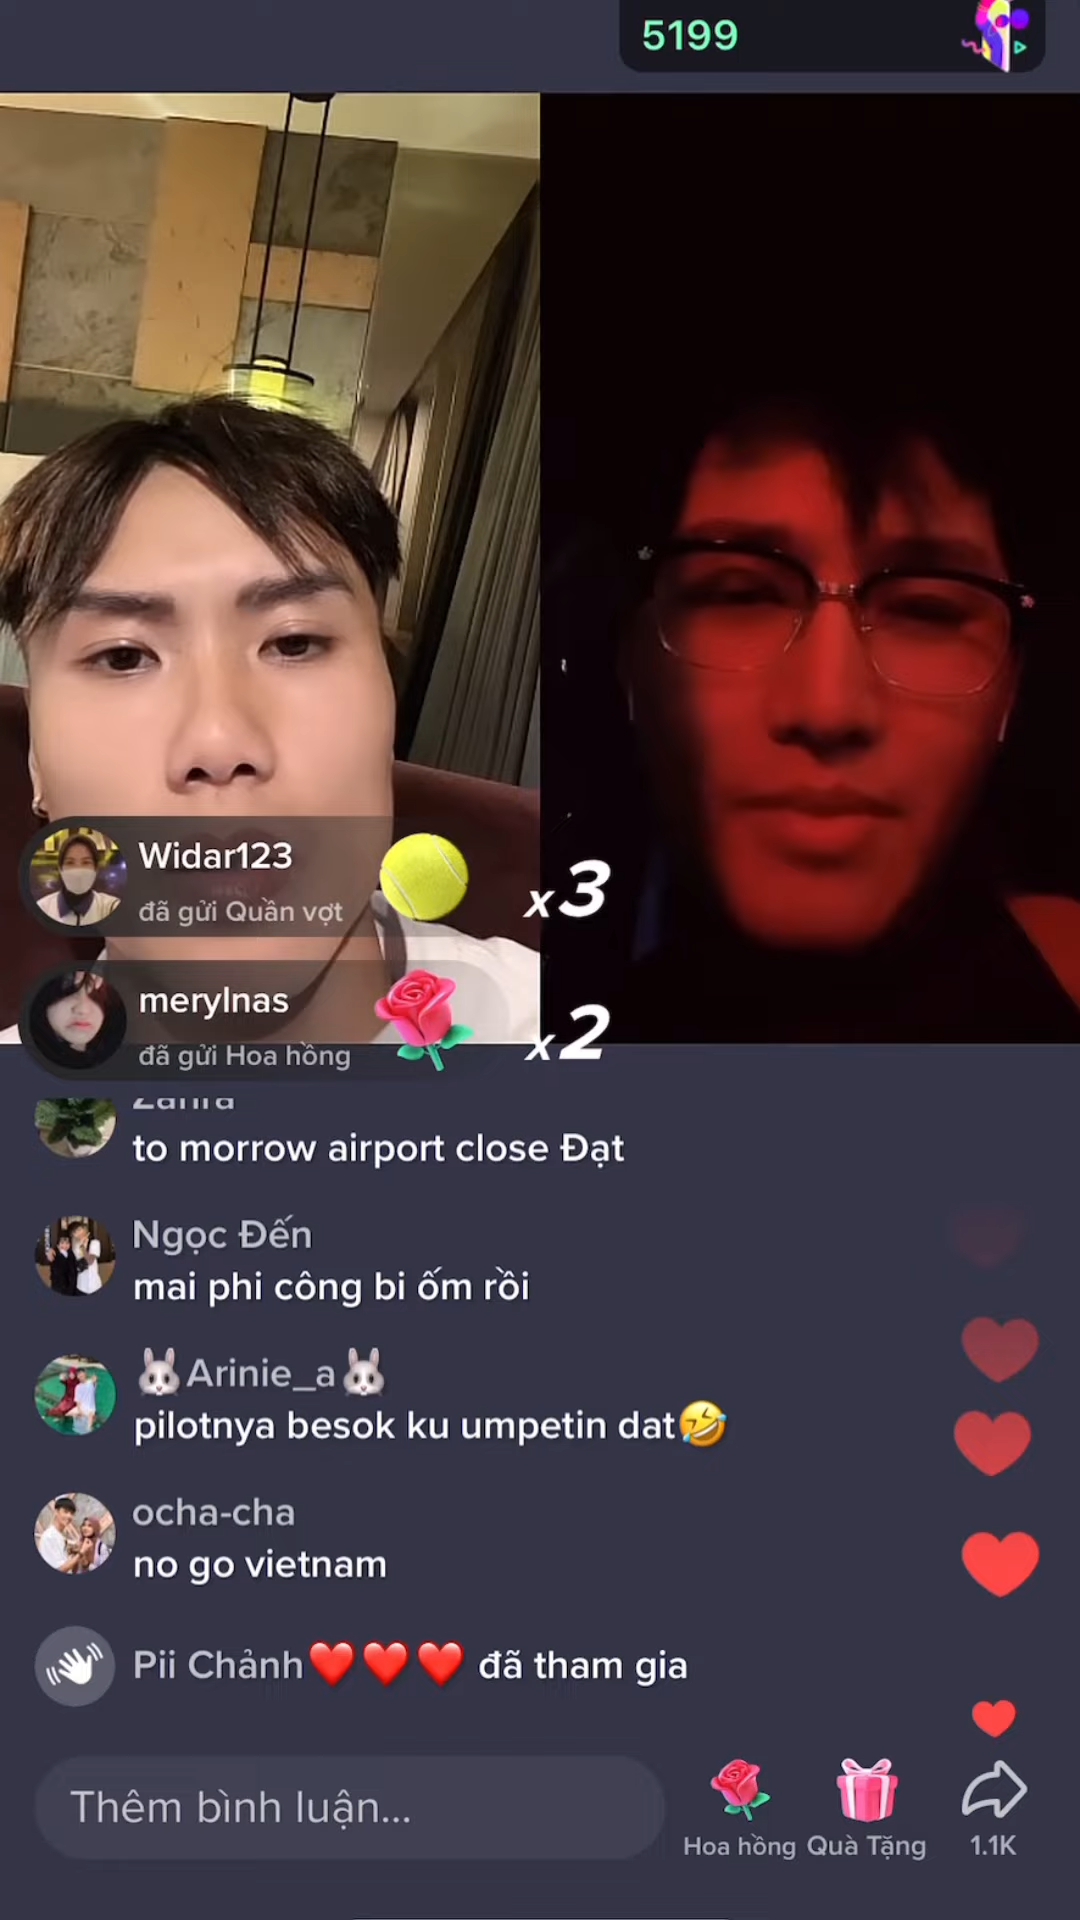 5199
Widar123
đã gửi Quần vợt
x3
merylnas
đã gửi Hoa hồng
x2
to morrow airport close Đạt
Ngọc Đến
mai phi công bi ốm rồi
🐰Arinie_a🐰
pilotnya besok ku umpetin dat🤣
ocha-cha
no go vietnam
Pii Chảnh❤️❤️❤️ đã tham gia
Thêm bình luận...
Hoa hồng
Quà Tặng
1.1K